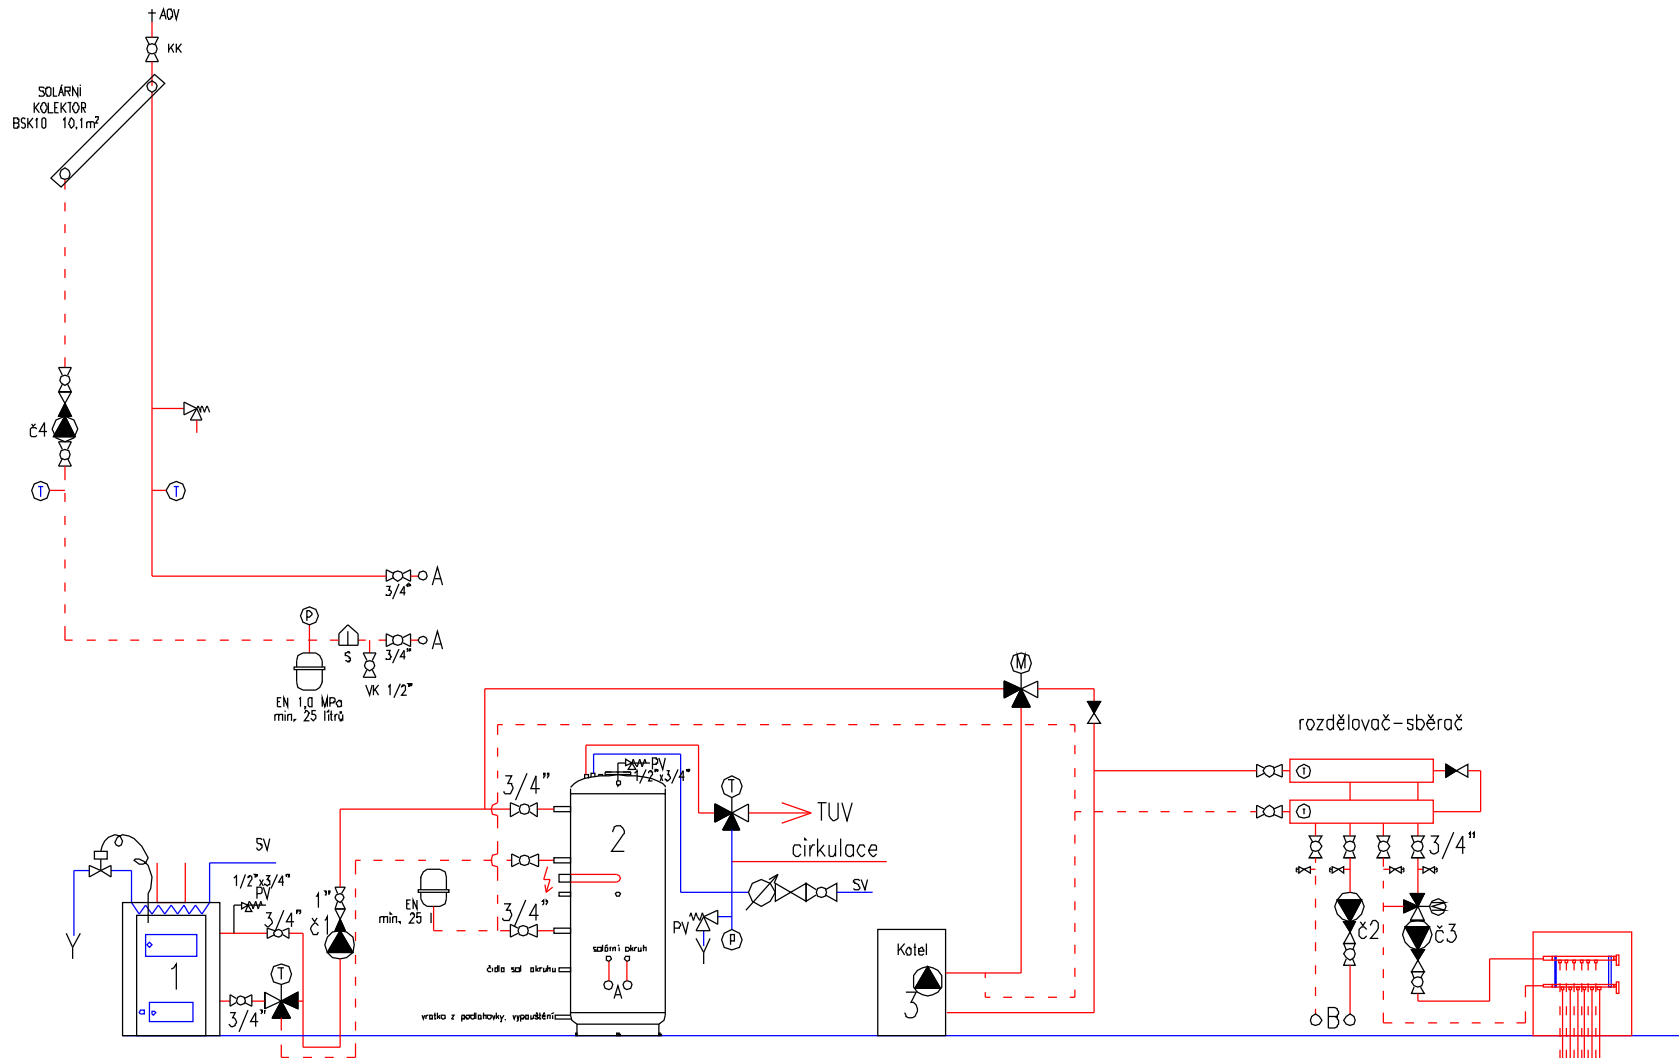 AOV
KK
SOLÁRNÍ
KOLEKTOR
BSK10 10,1m²
č4
T
T
A
3/4"
P
A
S
3/4"
VK 1/2"
EN 1,0 MPa
min. 25 litrů
M
rozdělovač-sběrač
3/4"
PV
1/2"x3/4"
T
TUV
cirkulace
2
SV
1/2"x3/4"
PV
3/4"
1"
č1
EN
min. 25 l
3/4"
SV
PV
P
solární okruh
čidla sol okruhu
A
vratka z podlahovky, vypouštění
1
T
3/4"
Kotel
3
3/4"
č2
č3
B